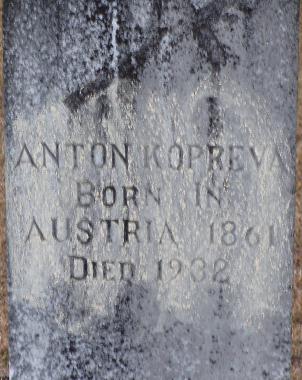 ANTON KOPREVA
BORN IN
AUSTRIA 1861
DIED 1932